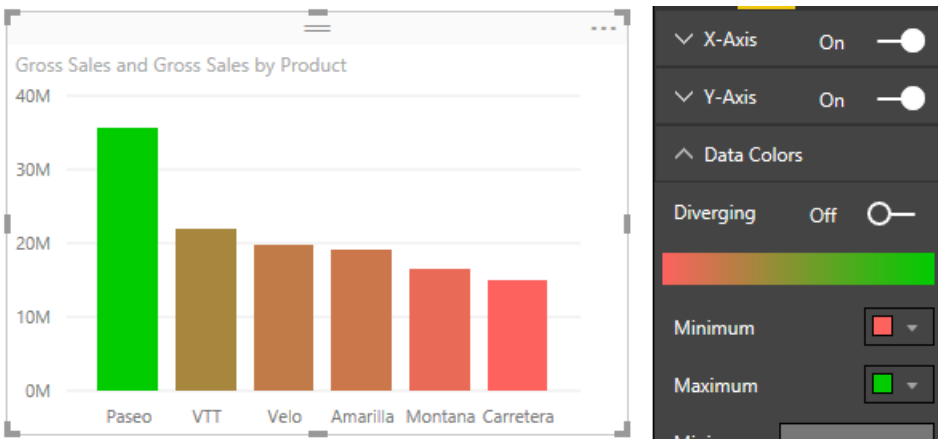 Gross Sales and Gross Sales by Product
40M
30M
20M
10M
0M
Paseo VTT Velo Amarilla Montana Carretera
X-Axis On
Y-Axis On
Data Colors
Diverging Off
Minimum
Maximum